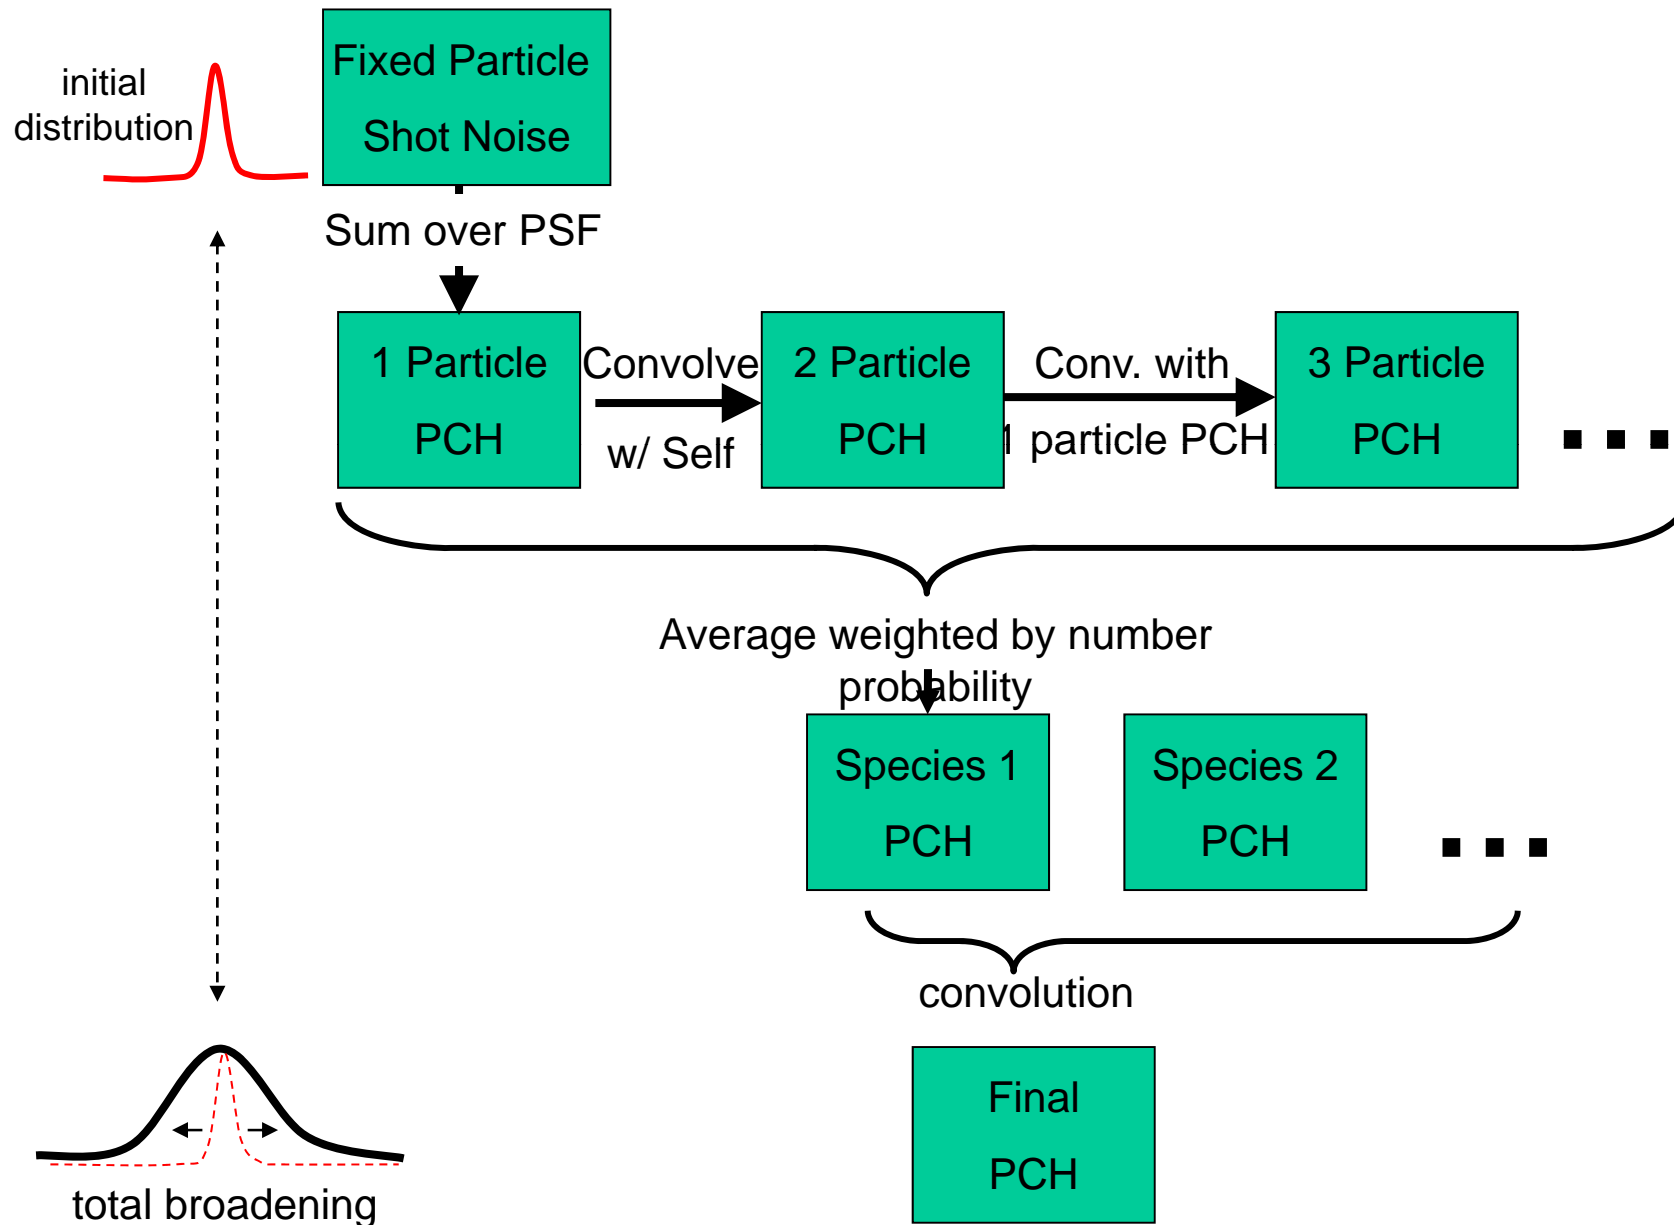 initial
distribution
Fixed Particle
Shot Noise
Sum over PSF
1 Particle
PCH
Convolve
w/ Self
2 Particle
PCH
Conv. with
1 particle PCH
3 Particle
PCH
Average weighted by number
probability
Species 1
PCH
Species 2
PCH
convolution
Final
PCH
total broadening